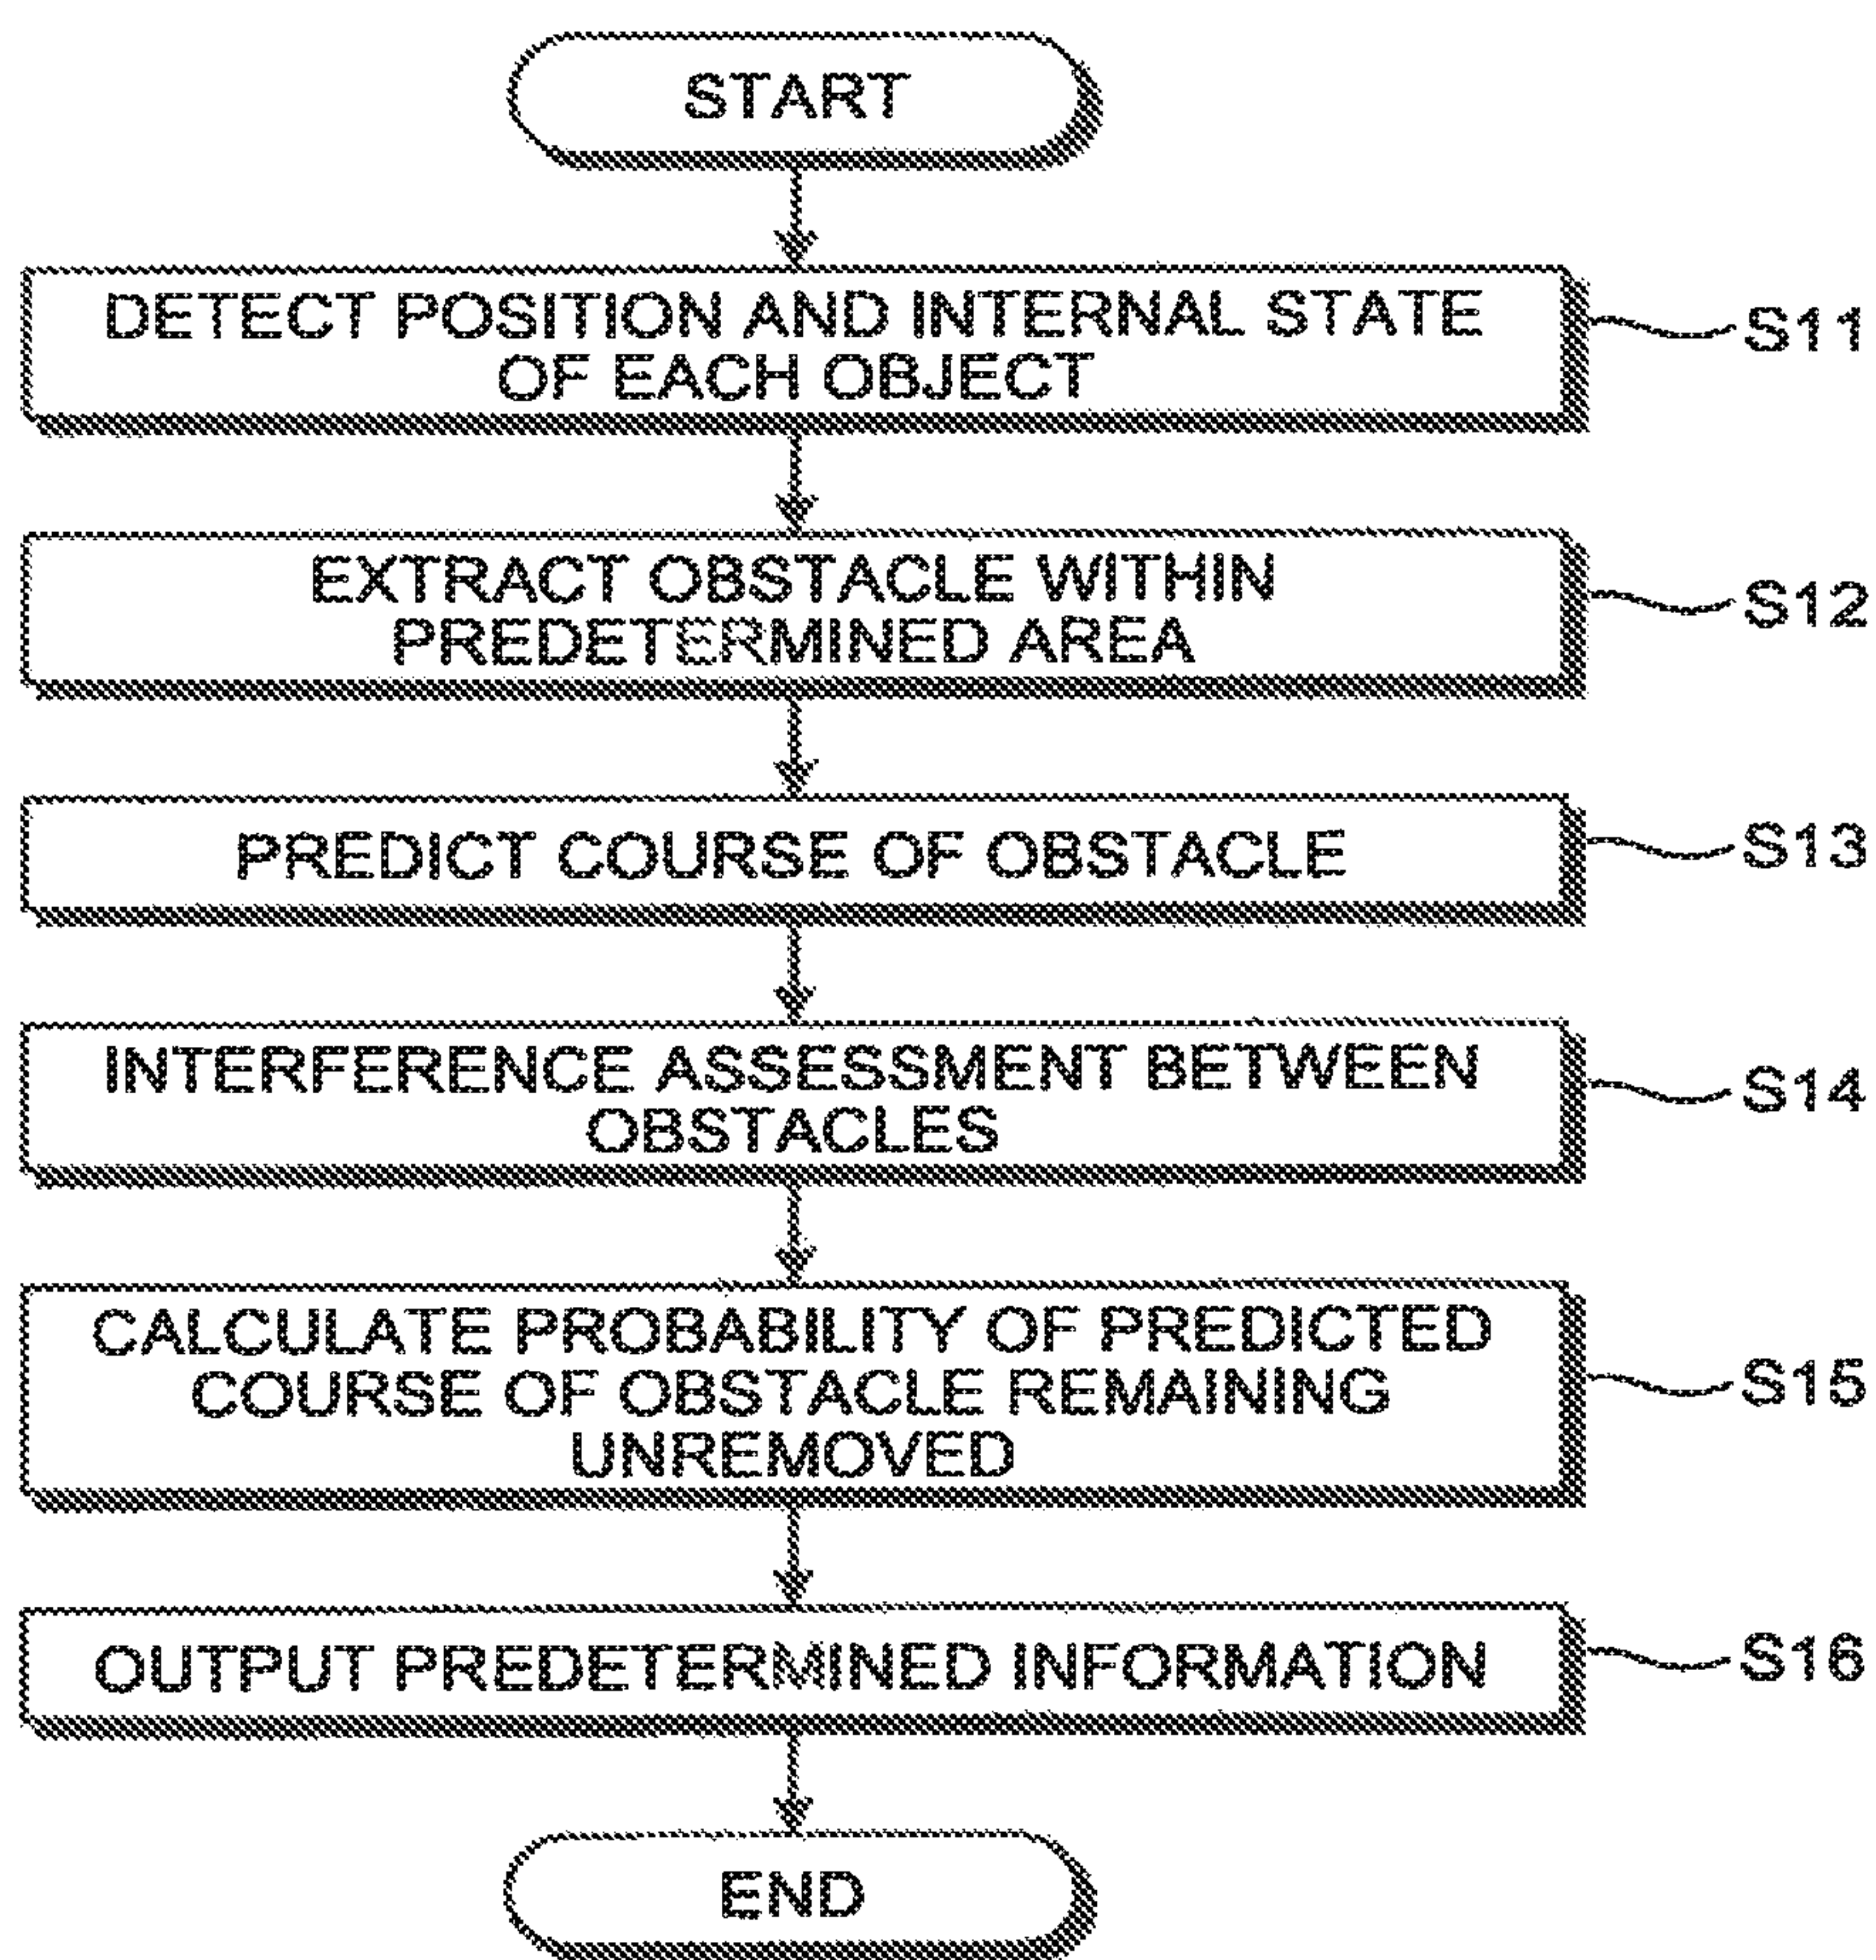 START
DETECT POSITION AND INTERNAL STATE
OF EACH OBJECT
S11
EXTRACT OBSTACLE WITHIN
PREDETERMINED AREA
S12
PREDICT COURSE OF OBSTACLE
S13
INTERFERENCE ASSESSMENT BETWEEN
OBSTACLES
S14
CALCULATE PROBABILITY OF PREDICTED
COURSE OF OBSTACLE REMAINING
UNREMOVED
S15
OUTPUT PREDETERMINED INFORMATION
S16
END